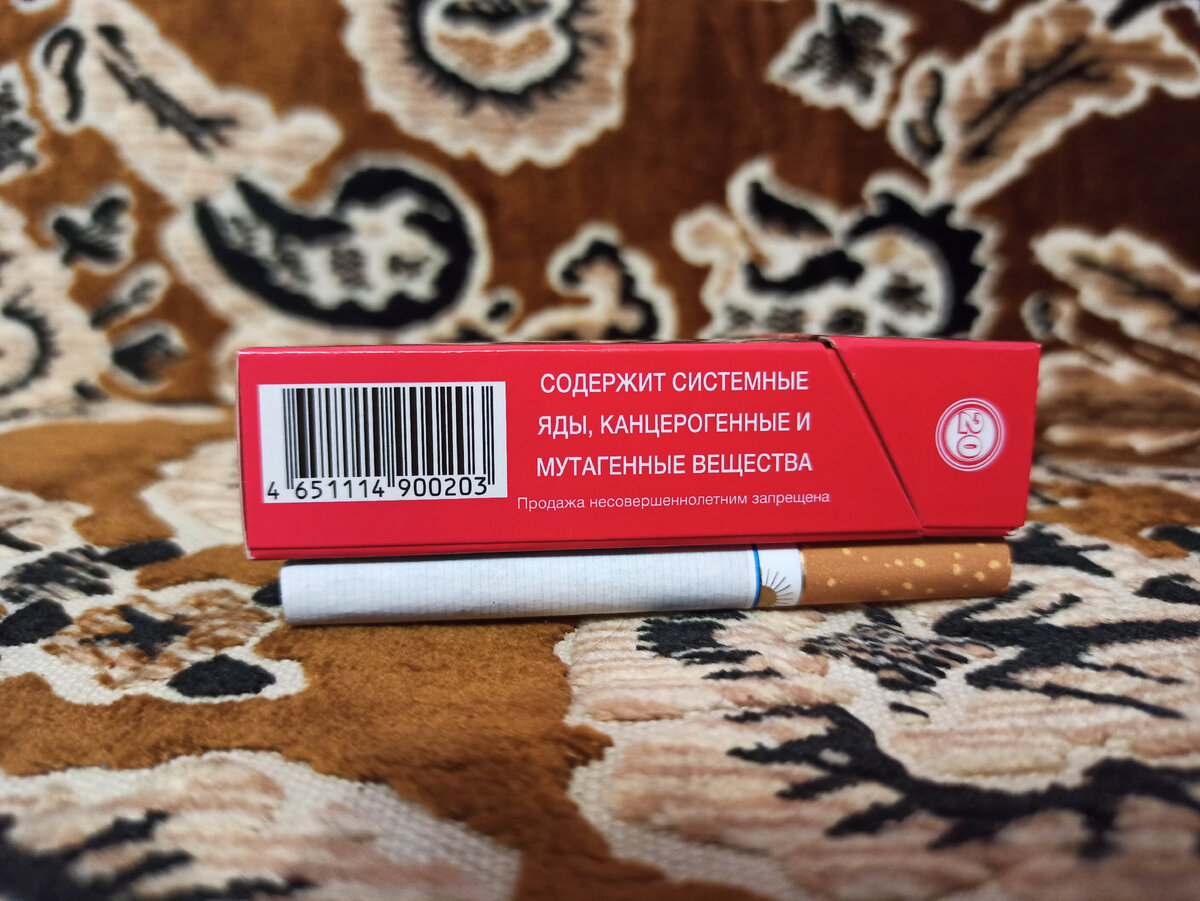 СОДЕРЖИТ СИСТЕМНЫЕ
ЯДЫ, КАНЦЕРОГЕННЫЕ И
МУТАГЕННЫЕ ВЕЩЕСТВА
Продажа несовершеннолетним запрещена
4 651114 900203
20